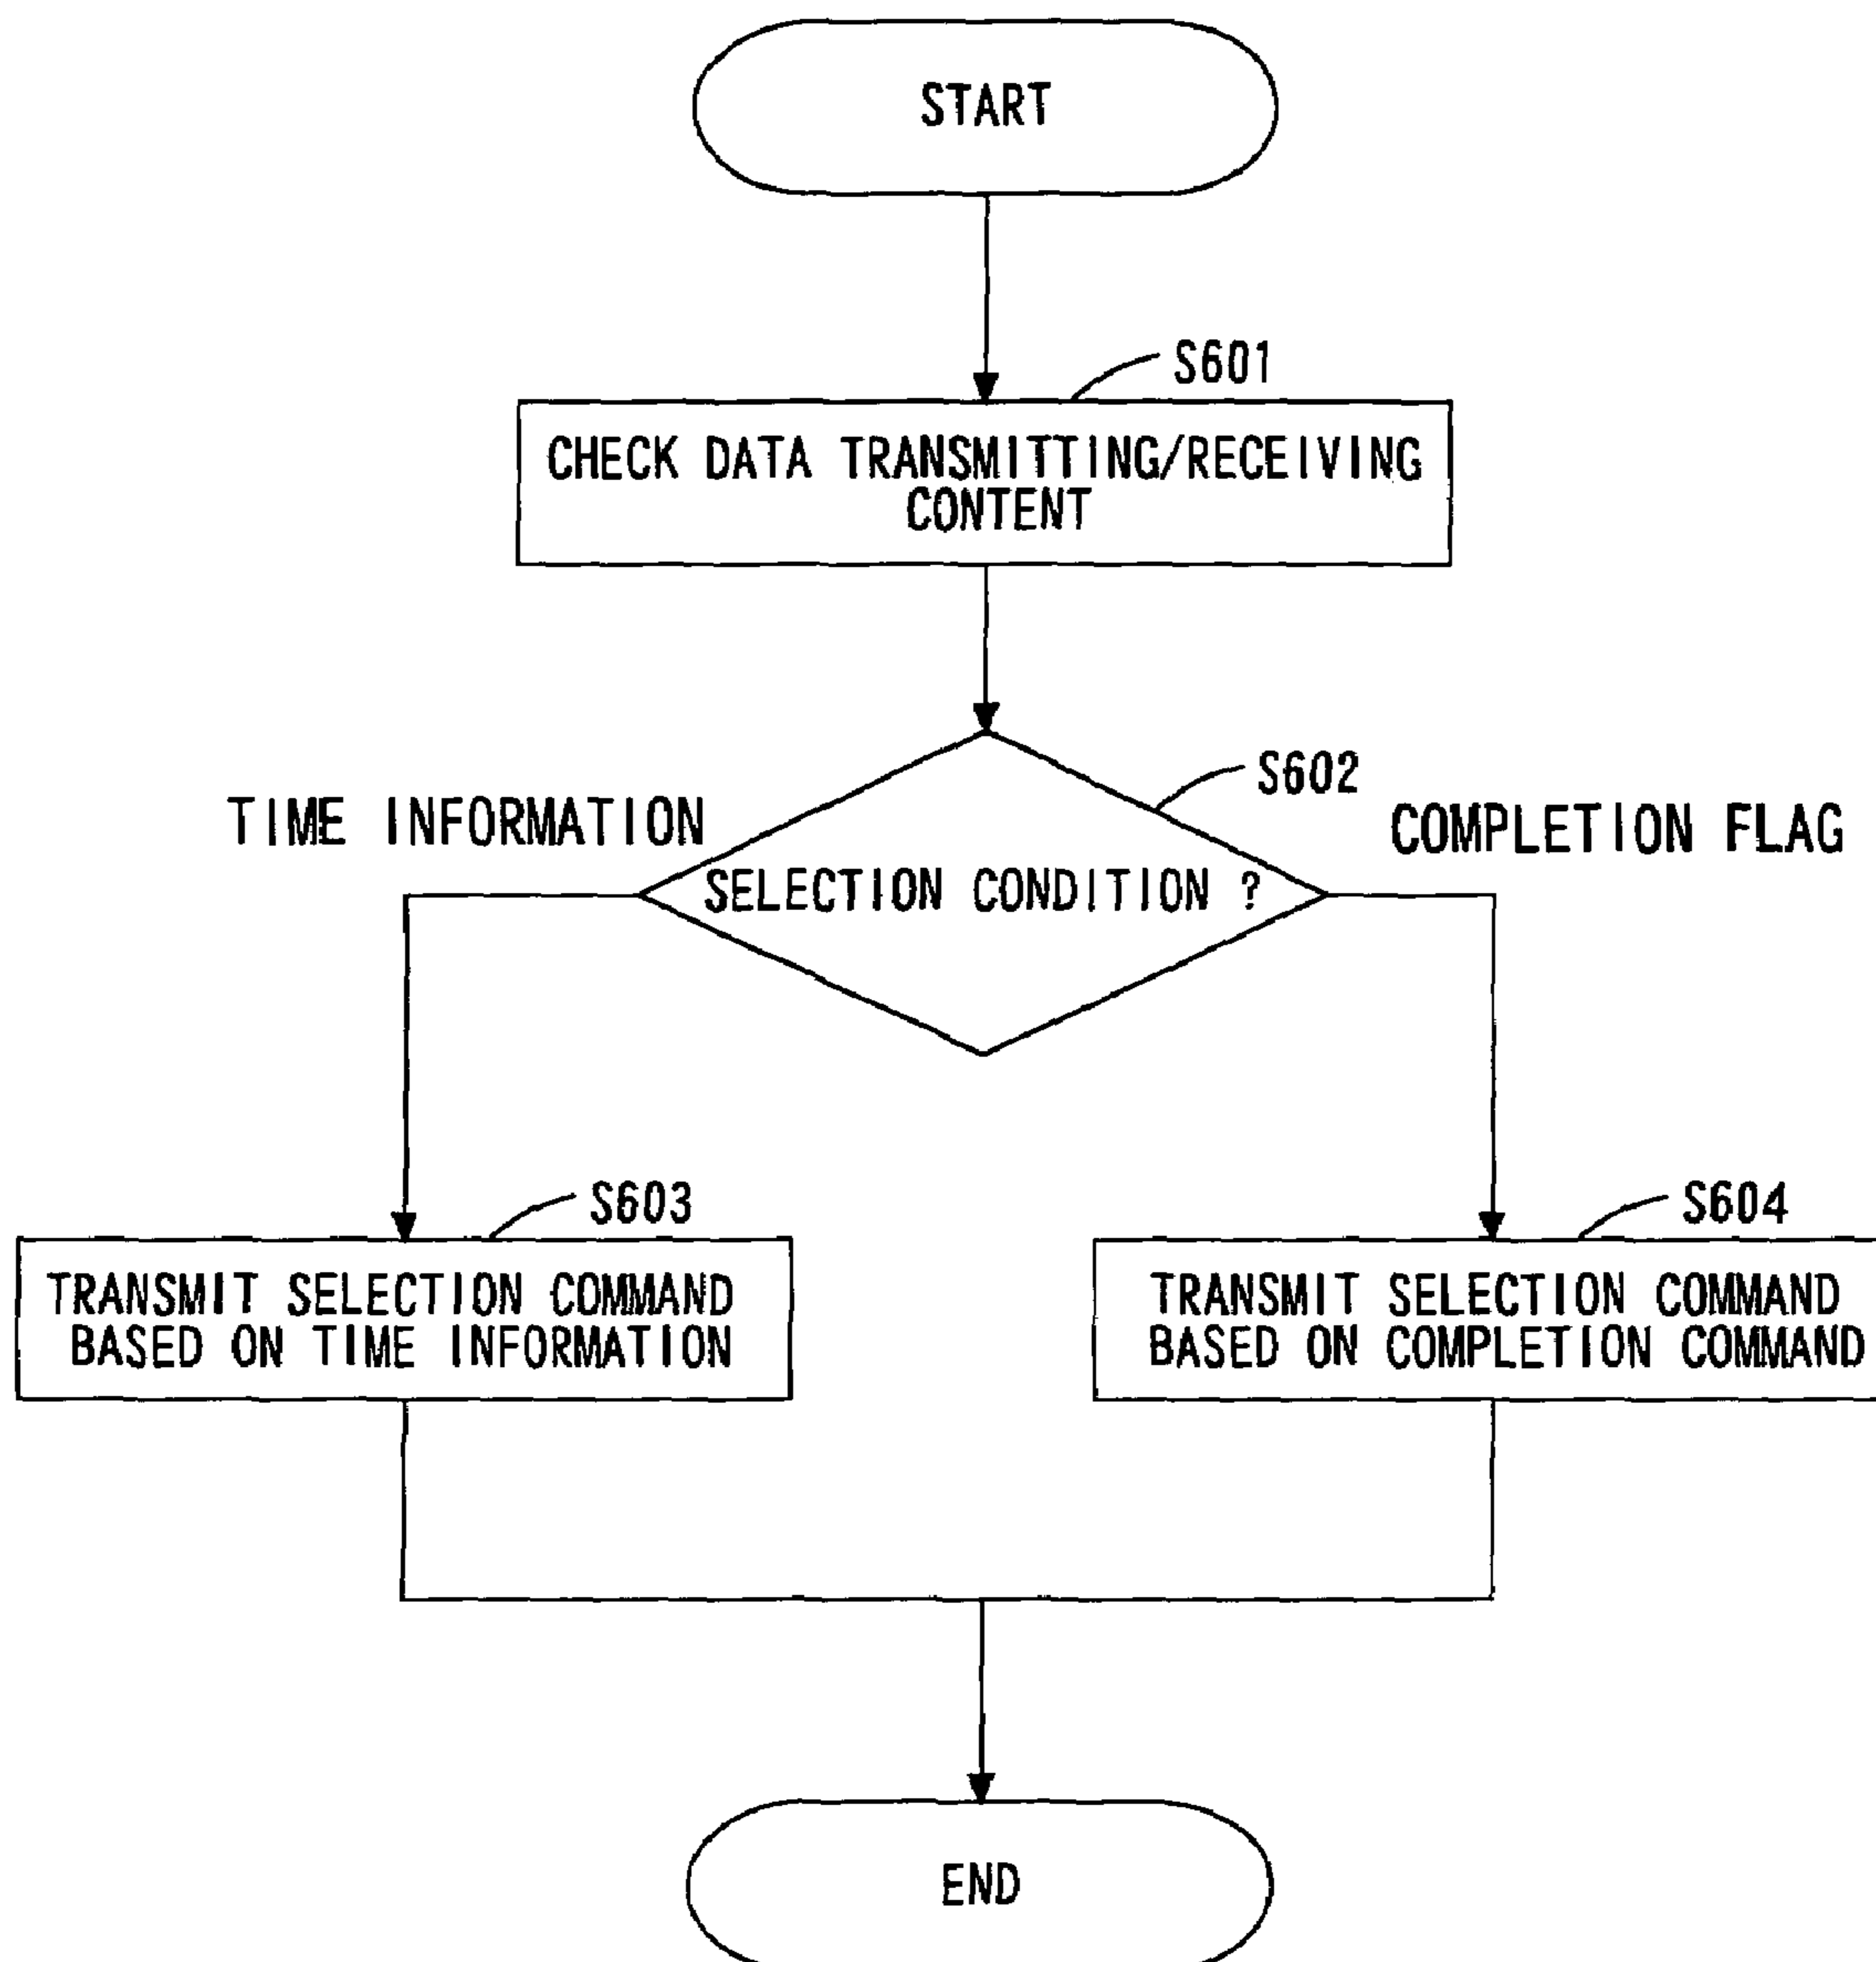 START
S601
CHECK DATA TRANSMITTING/RECEIVING
CONTENT
S602
TIME INFORMATION
COMPLETION FLAG
SELECTION CONDITION ?
S603
S604
TRANSMIT SELECTION COMMAND
BASED ON TIME INFORMATION
TRANSMIT SELECTION COMMAND
BASED ON COMPLETION COMMAND
END